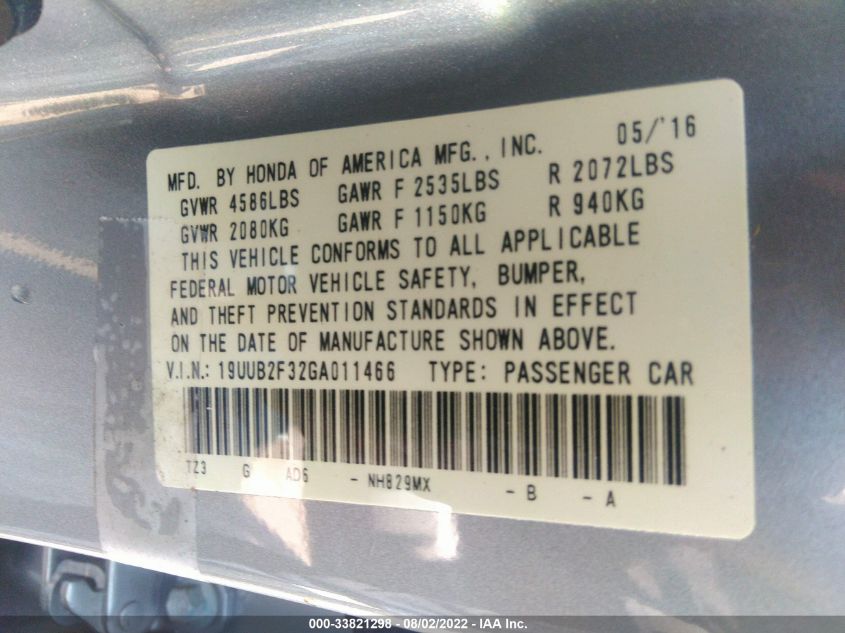 05/'16
MFD. BY HONDA OF AMERICA MFG., INC.
GVWR 4586LBS GAWR F 2535LBS R 2072LBS
GVWR 2080KG GAWR F 1150KG R 940KG
THIS VEHICLE CONFORMS TO ALL APPLICABLE
FEDERAL MOTOR VEHICLE SAFETY, BUMPER,
AND THEFT PREVENTION STANDARDS IN EFFECT
ON THE DATE OF MANUFACTURE SHOWN ABOVE.
V.I.N.: 19UUB2F32GA011466 TYPE: PASSENGER CAR
TZ3 G AD6 - NH829MX - B - A
000-33821298 - 08/02/2022 - IAA Inc.